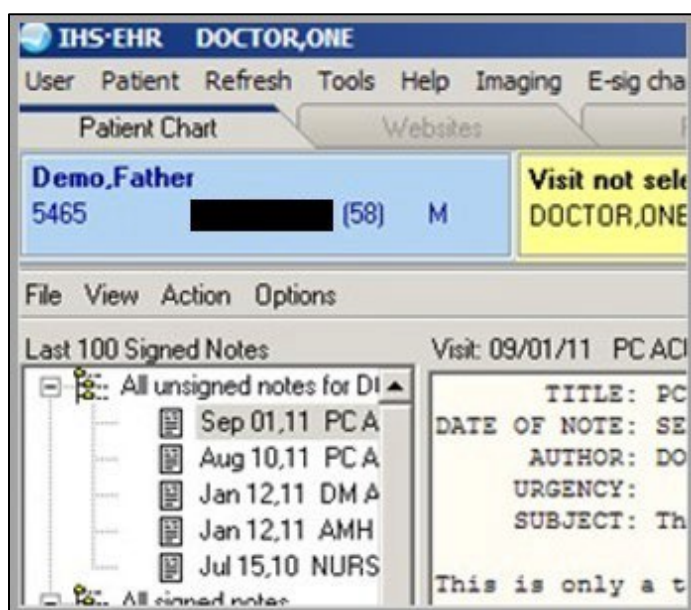 IHS-EHR DOCTOR,ONE
User Patient Refresh Tools Help Imaging E-sig cha
Patient Chart Websites
Demo,Father
5465 (58) M
Visit not sele
DOCTOR,ONE
File View Action Options
Last 100 Signed Notes
All unsigned notes for D
Sep 01,11 PC A
Aug 10,11 PC A
Jan 12,11 DM A
Jan 12,11 AMH
Jul 15,10 NURS
All signed notes
Visit: 09/01/11 PC ACU
TITLE: PC
DATE OF NOTE: SE
AUTHOR: DO
URGENCY:
SUBJECT: Th
This is only a t